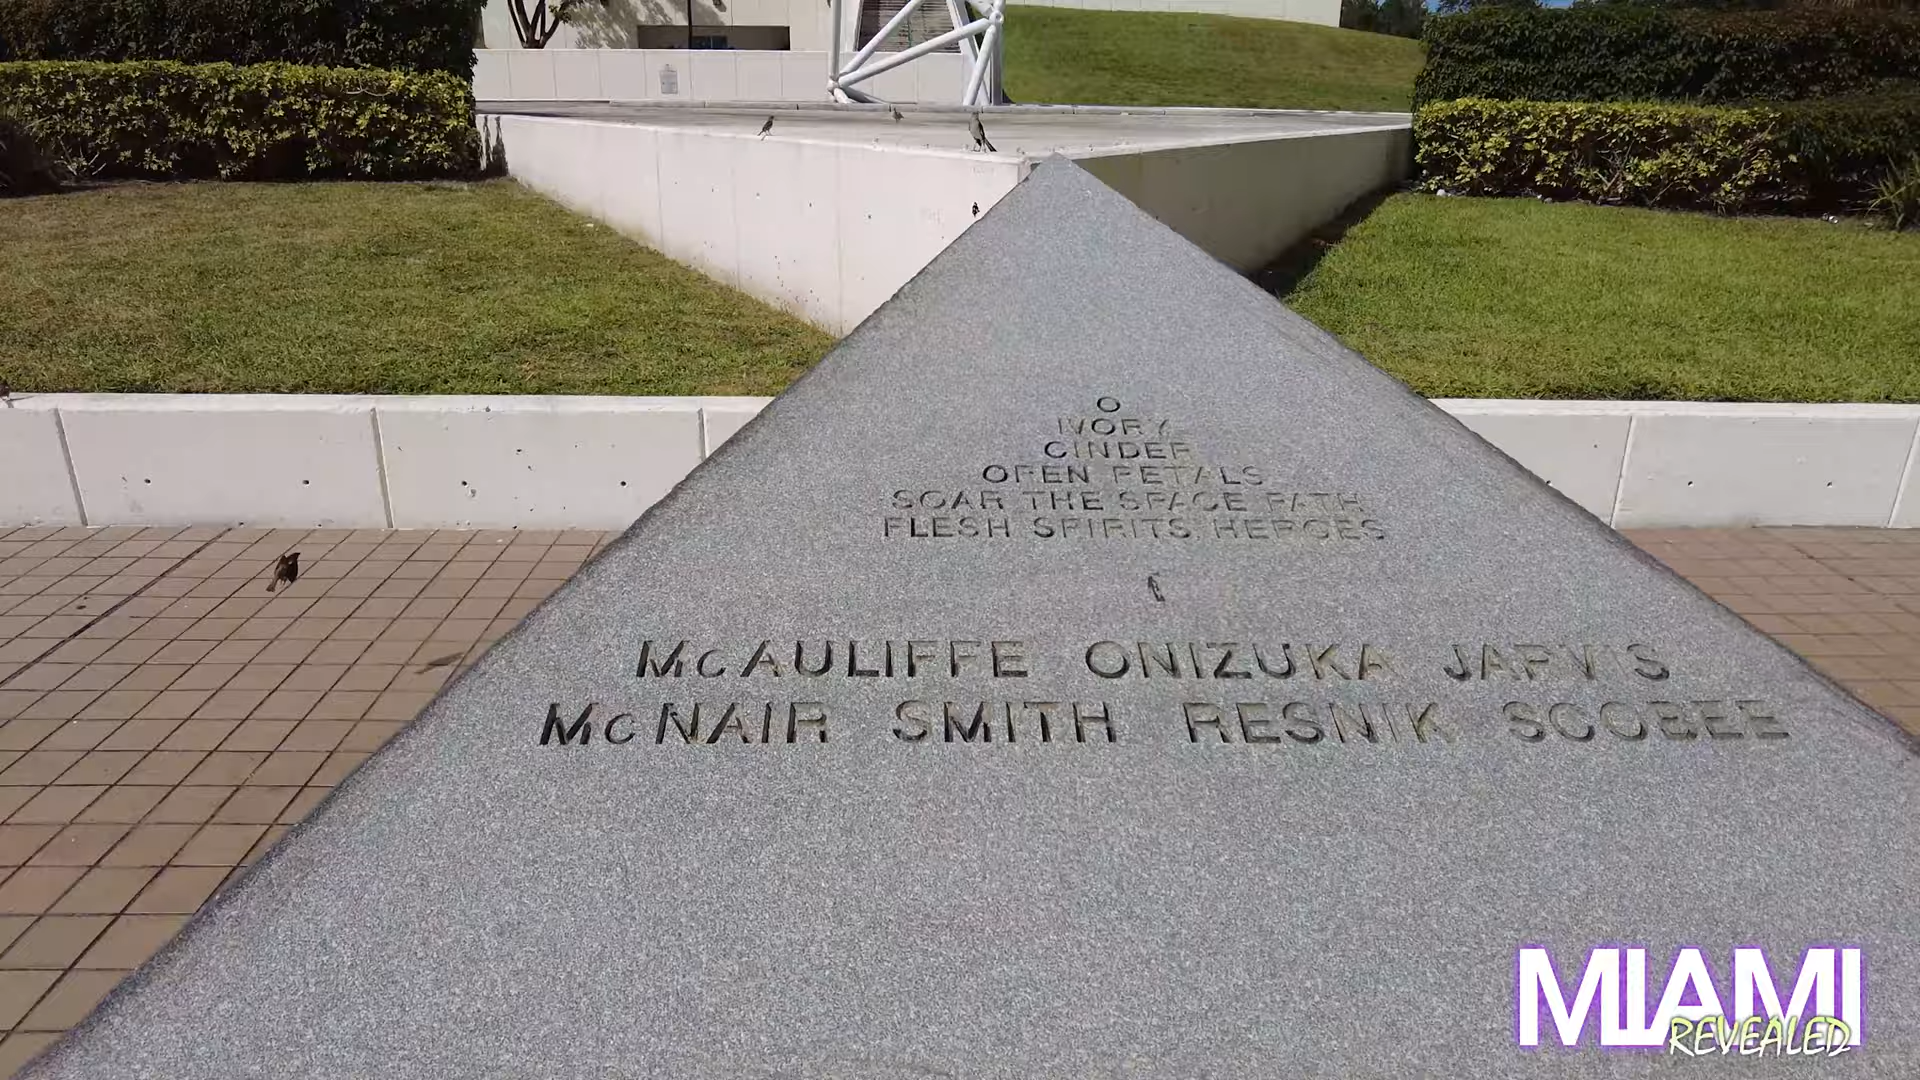 O
IVORY
CINDER
OPEN PETALS
SOAR THE SPACE PATH
FLESH SPIRITS HEROES
McAULIFFE ONIZUKA JARVIS
McNAIR SMITH RESNIK SCOBEE
MIAMI
REVEALED